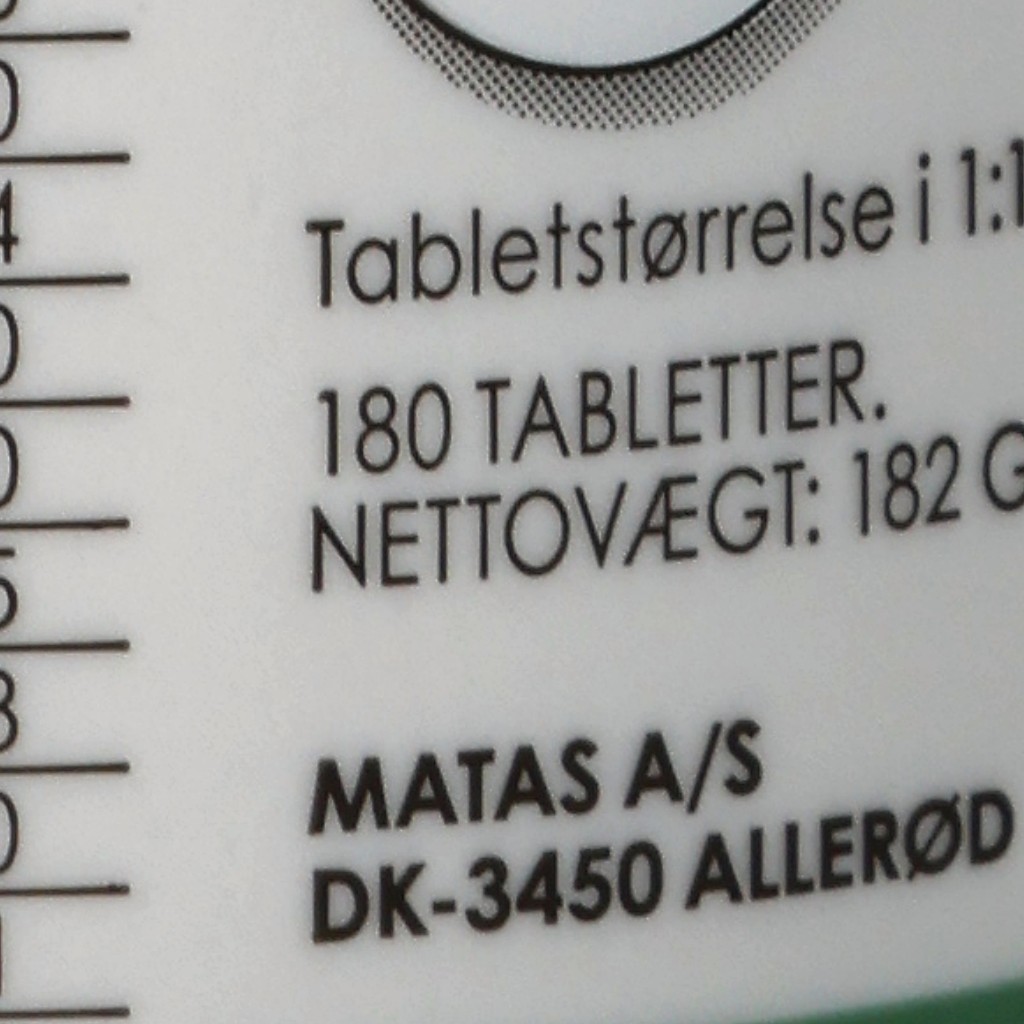 Tabletstørrelse i 1:1
180 TABLETTER.
NETTOVÆGT: 182 G
MATAS A/S
DK-3450 ALLERØD